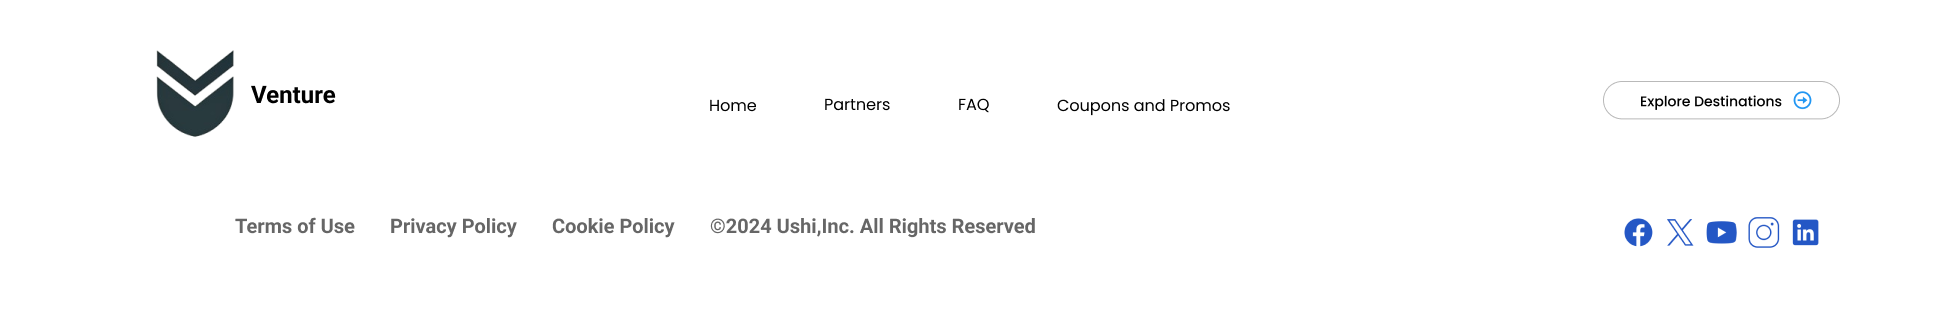 Venture
Home Partners FAQ Coupons and Promos
Explore Destinations
Terms of Use Privacy Policy Cookie Policy ©2024 Ushi,Inc. All Rights Reserved